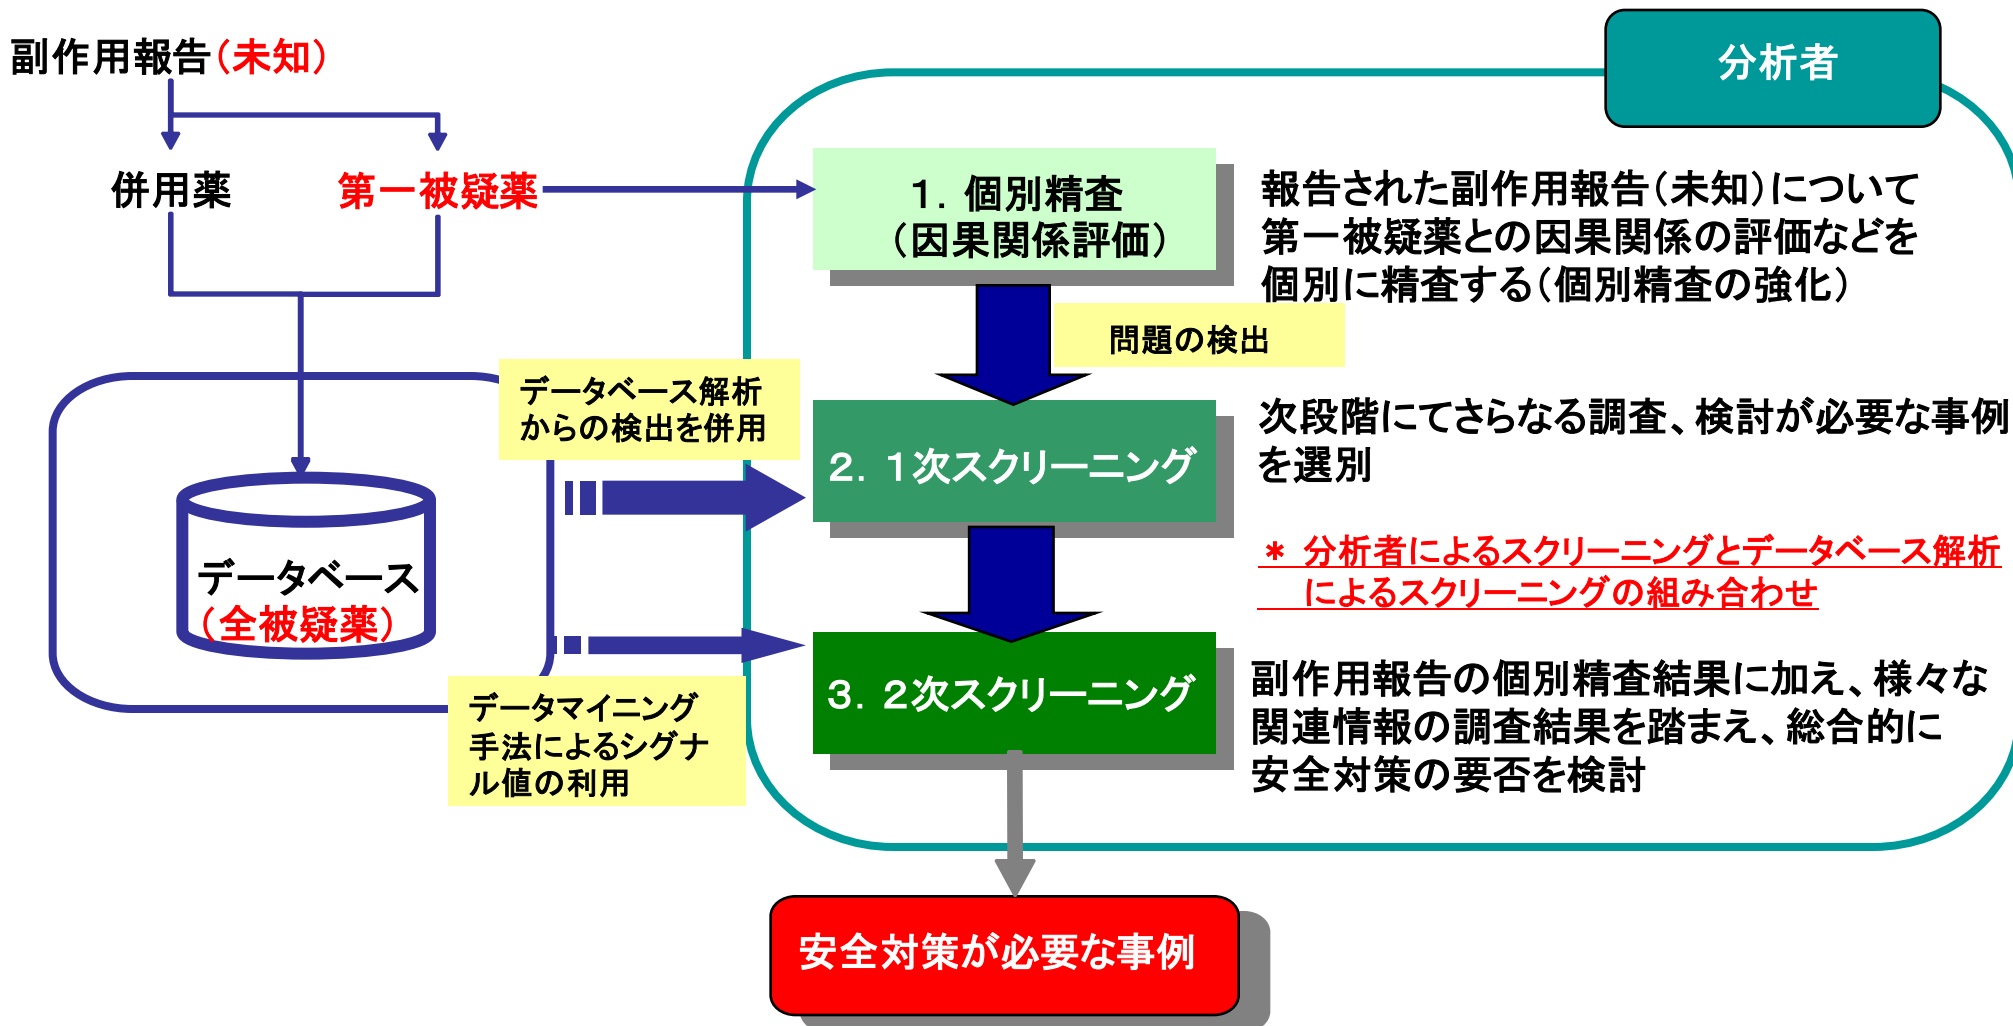 副作用報告(未知)
分析者
併用薬
第一被疑薬
１．個別精査
（因果関係評価）
報告された副作用報告（未知）について
第一被疑薬との因果関係の評価などを
個別に精査する（個別精査の強化）
問題の検出
データベース解析
からの検出を併用
２．１次スクリーニング
次段階にてさらなる調査、検討が必要な事例
を選別
＊ 分析者によるスクリーニングとデータベース解析
によるスクリーニングの組み合わせ
データベース
（全被疑薬）
３．２次スクリーニング
副作用報告の個別精査結果に加え、様々な
関連情報の調査結果を踏まえ、総合的に
安全対策の要否を検討
データマイニング
手法によるシグナ
ル値の利用
安全対策が必要な事例